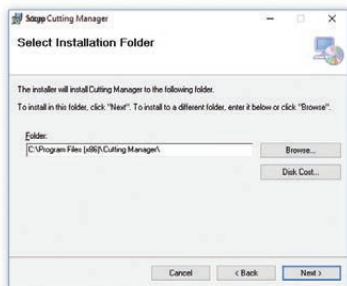 Cutting Manager
Select Installation Folder
The installer will install Cutting Manager to the following folder.
To install in this folder, click "Next". To install to a different folder, enter it below or click "Browse".
Folder:
C:\Program Files (x86)\Cutting Manager\
Browse...
Disk Cost...
Cancel
< Back
Next >